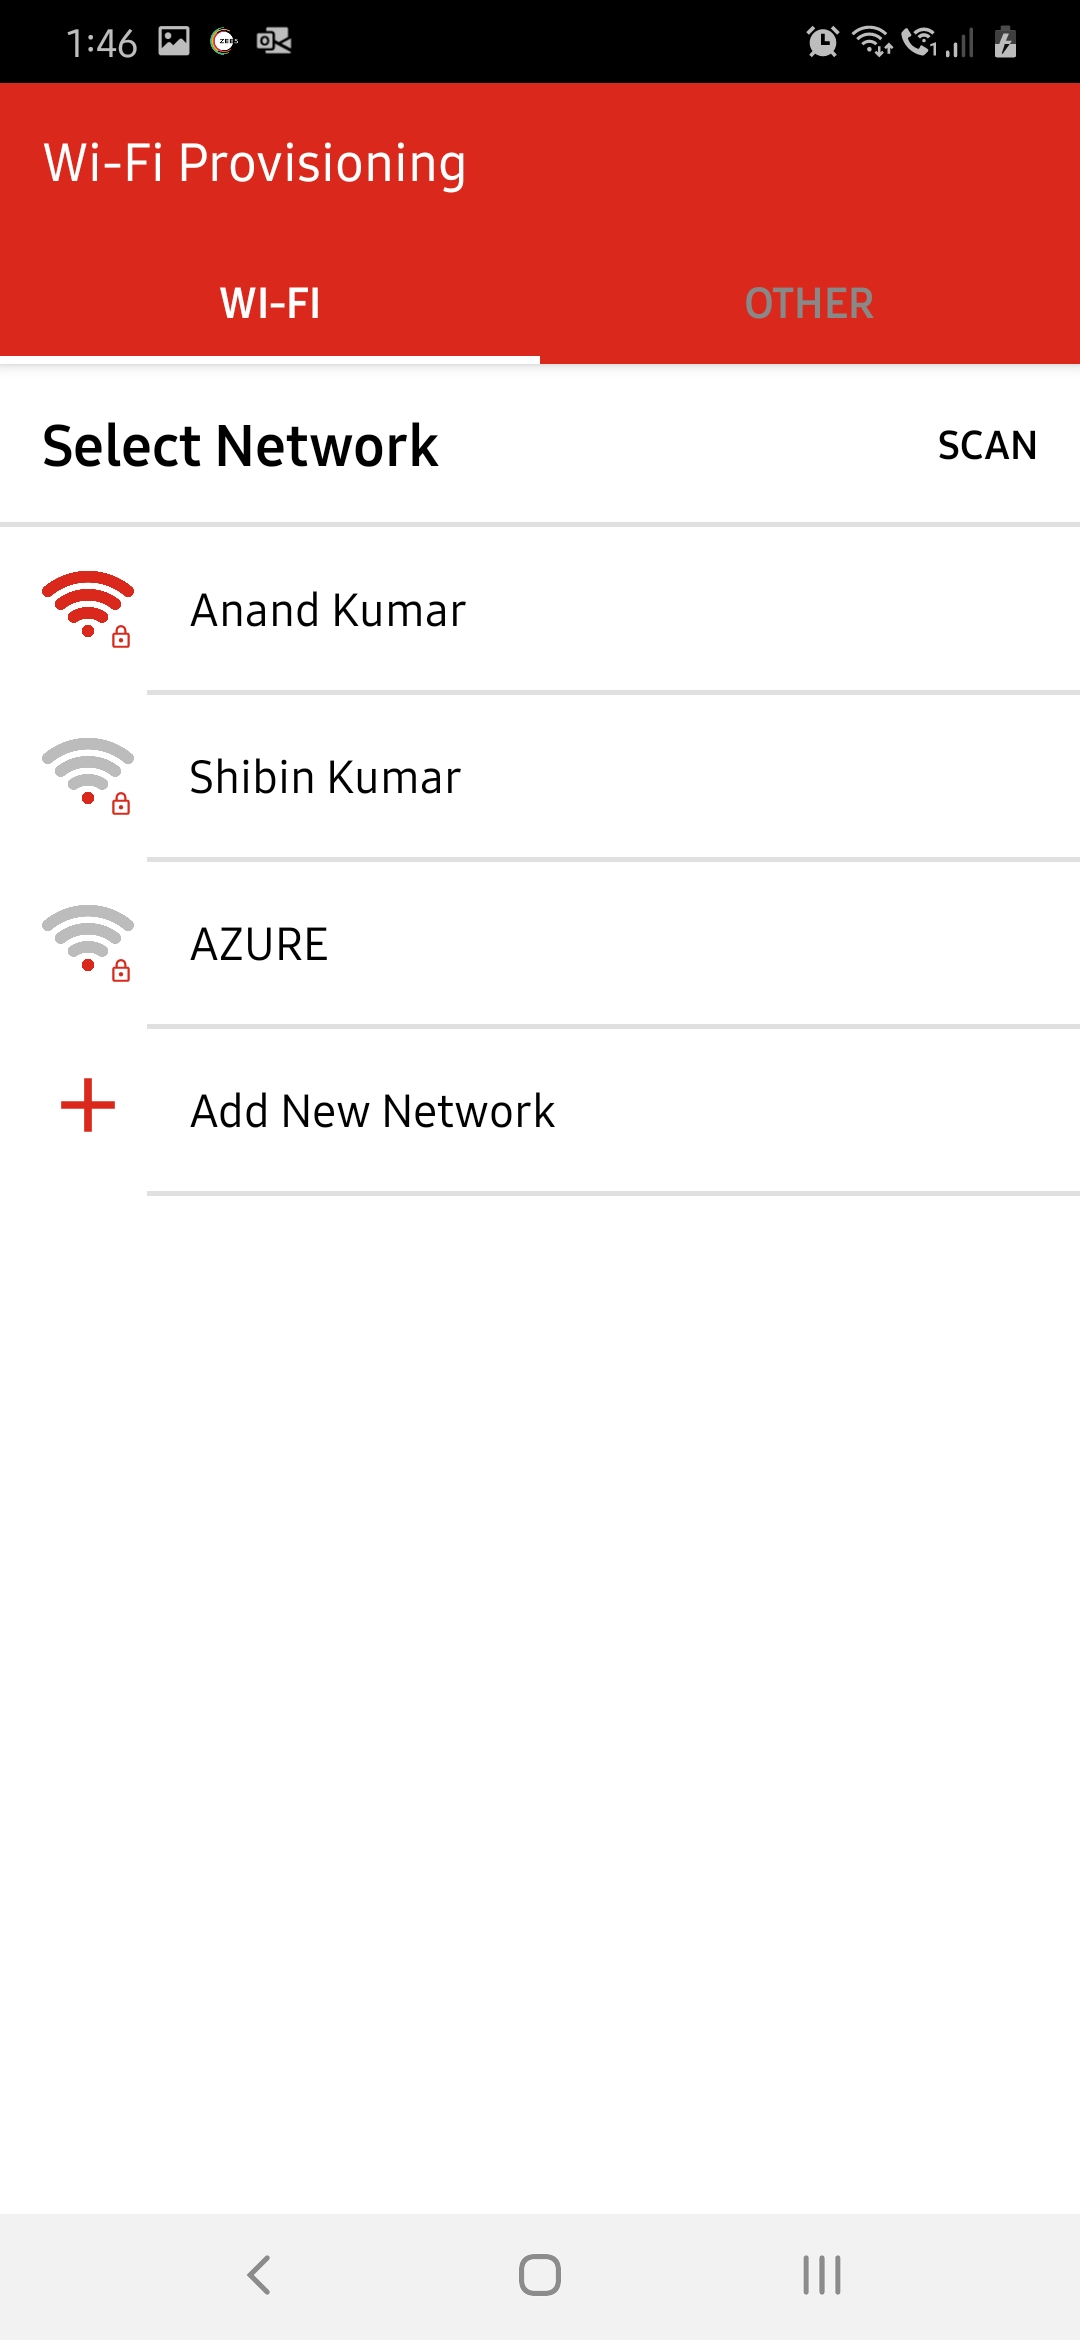 1:46
Wi-Fi Provisioning
WI-FI OTHER
Select Network SCAN
Anand Kumar
Shibin Kumar
AZURE
Add New Network